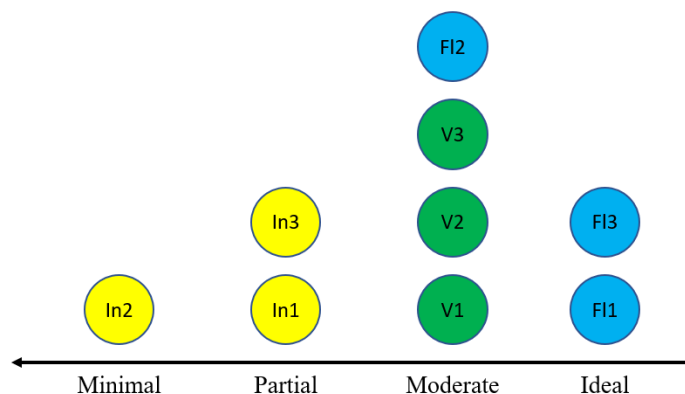 Fl2
V3
In3 V2 Fl3
In2 In1 V1 Fl1
Minimal Partial Moderate Ideal